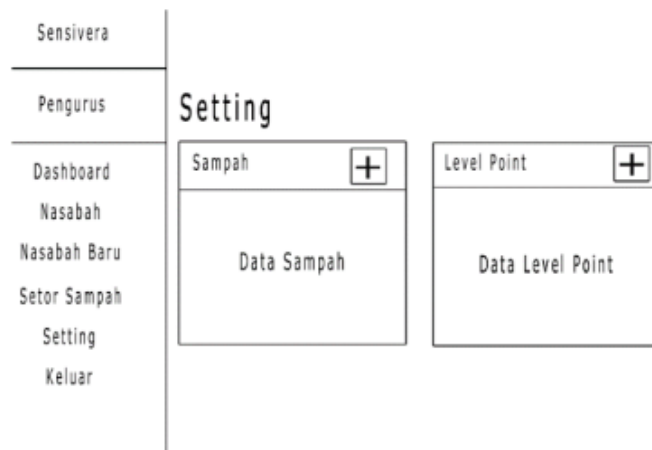 Sensivera
Pengurus
Dashboard
Nasabah
Nasabah Baru
Setor Sampah
Setting
Keluar
Setting
Sampah +
Data Sampah
Level Point +
Data Level Point